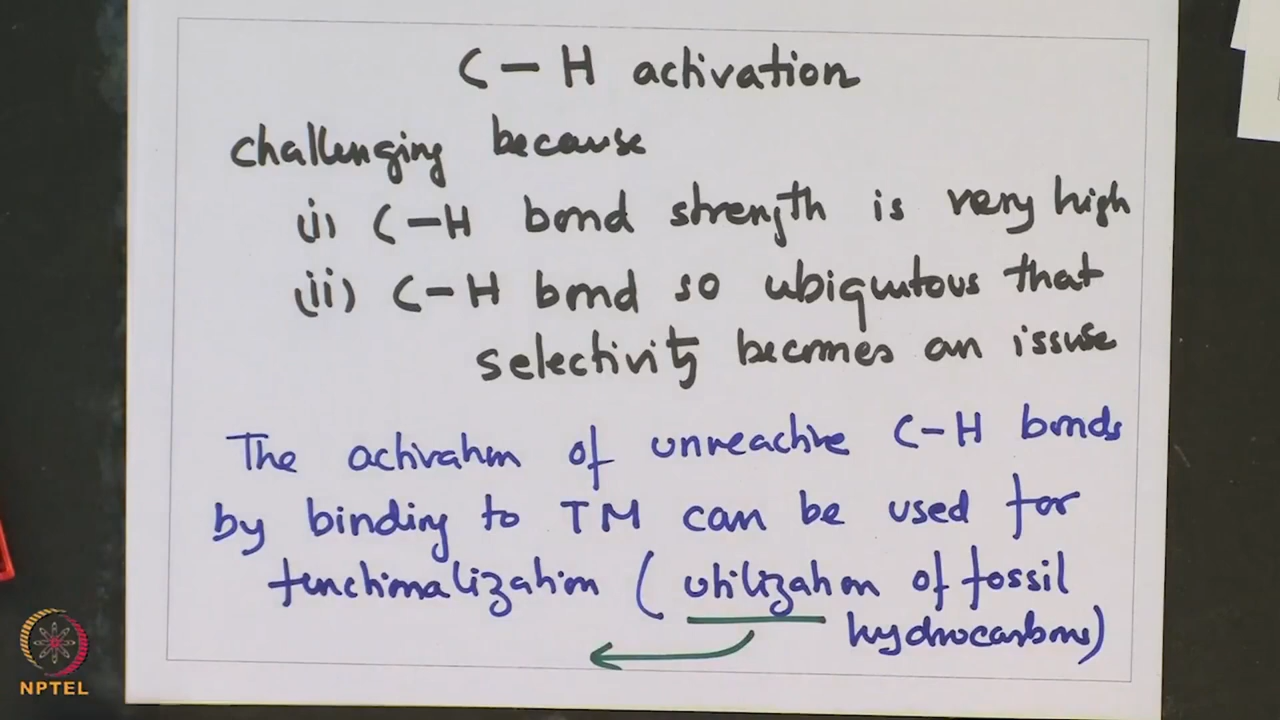 C - H activation
challenging because
(i) C-H bond strength is very high
(ii) C-H bond so ubiquitous that
selectivity becomes an issue
The activation of unreactive C-H bonds
by binding to TM can be used for
functionalization (utilization of fossil
hydrocarbons)
NPTEL